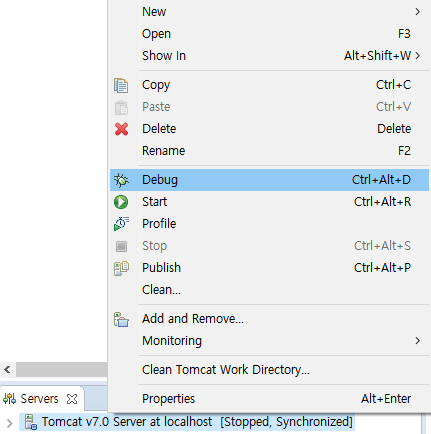 New
Open F3
Show In Alt+Shift+W
Copy Ctrl+C
Paste Ctrl+V
Delete Delete
Rename F2
Debug Ctrl+Alt+D
Start Ctrl+Alt+R
Profile
Stop Ctrl+Alt+S
Publish Ctrl+Alt+P
Clean...
Add and Remove...
Monitoring
Clean Tomcat Work Directory...
Properties Alt+Enter
Servers
Tomcat v7.0 Server at localhost [Stopped, Synchronized]